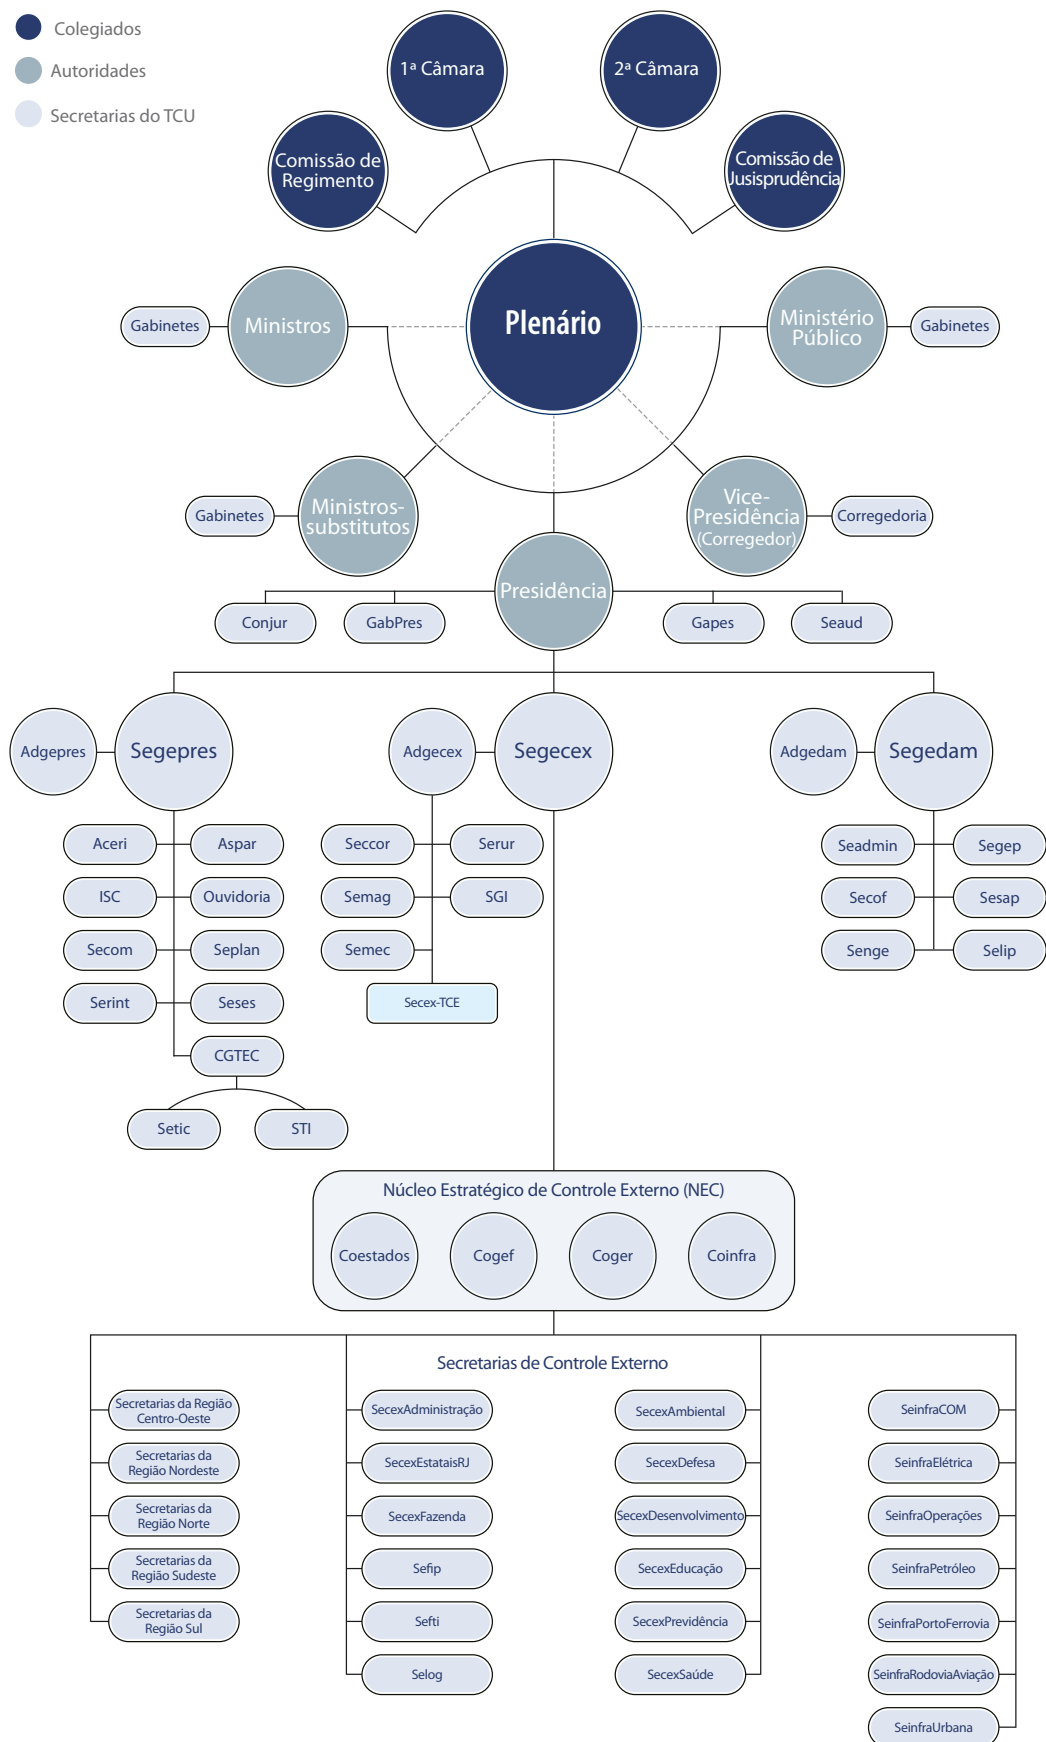 Colegiados
Autoridades
Secretarias do TCU
1ª Câmara
2ª Câmara
Comissão de
Regimento
Comissão de
Jusisprudência
Plenário
Gabinetes
Ministros
Ministério
Público
Gabinetes
Gabinetes
Ministros-
substitutos
Vice-
Presidência
(Corregedor)
Corregedoria
Presidência
Conjur
GabPres
Gapes
Seaud
Adgepres
Segepres
Adgecex
Segecex
Adgedam
Segedam
Aceri
Aspar
ISC
Ouvidoria
Secom
Seplan
Serint
Seses
CGTEC
Setic
STI
Seccor
Serur
Semag
SGI
Semec
Secex-TCE
Seadmin
Segep
Secof
Sesap
Senge
Selip
Núcleo Estratégico de Controle Externo (NEC)
Coestados
Cogef
Coger
Coinfra
Secretarias de Controle Externo
Secretarias da Região
Centro-Oeste
Secretarias da
Região Nordeste
Secretarias da
Região Norte
Secretarias da
Região Sudeste
Secretarias da
Região Sul
SecexAdministração
SecexEstataisRJ
SecexFazenda
Sefip
Sefti
Selog
SecexAmbiental
SecexDefesa
SecexDesenvolvimento
SecexEducação
SecexPrevidência
SecexSaúde
SeinfraCOM
SeinfraElétrica
SeinfraOperações
SeinfraPetróleo
SeinfraPortoFerrovia
SeinfraRodoviaAviação
SeinfraUrbana